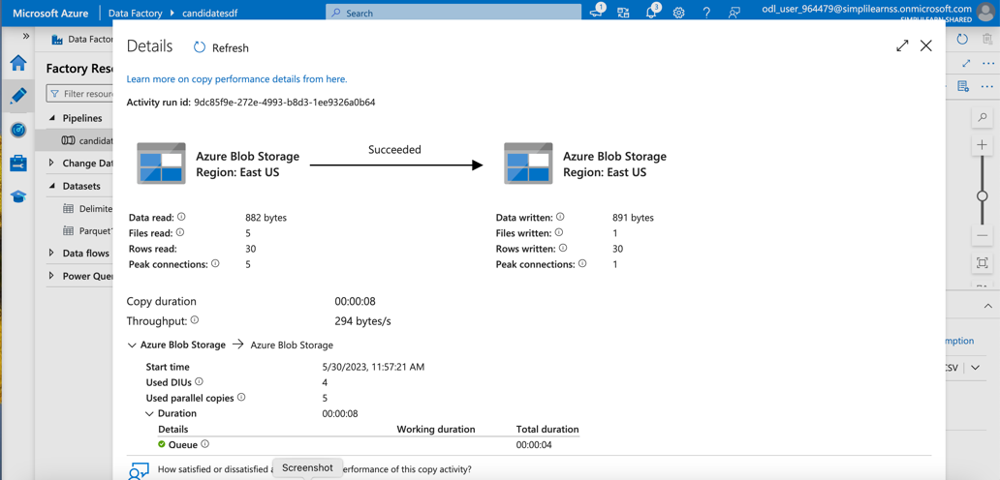 Microsoft Azure | Data Factory ▸ candidatesdf Search 1 3 odl_user_964479@simplilearnss.onmicrosoft.com
SIMPLILEARN-SHARED
» Data Facto
Factory Res
Filter resour
Pipelines
candidat
Change Dat
Datasets
Delimite
Parquet
Data flows
Power Quer
Details Refresh
Learn more on copy performance details from here.
Activity run id: 9dc85f9e-272e-4993-b8d3-1ee9326a0b64
Azure Blob Storage
Region: East US
Succeeded
Azure Blob Storage
Region: East US
Data read: 882 bytes
Files read: 5
Rows read: 30
Peak connections: 5
Data written: 891 bytes
Files written: 1
Rows written: 30
Peak connections: 1
Copy duration 00:00:08
Throughput: 294 bytes/s
Azure Blob Storage → Azure Blob Storage
Start time 5/30/2023, 11:57:21 AM
Used DIUs 4
Used parallel copies 5
Duration 00:00:08
Details Working duration Total duration
Queue 00:00:04
How satisfied or dissatisfied a
Screenshot
erformance of this copy activity?
mption
CSV